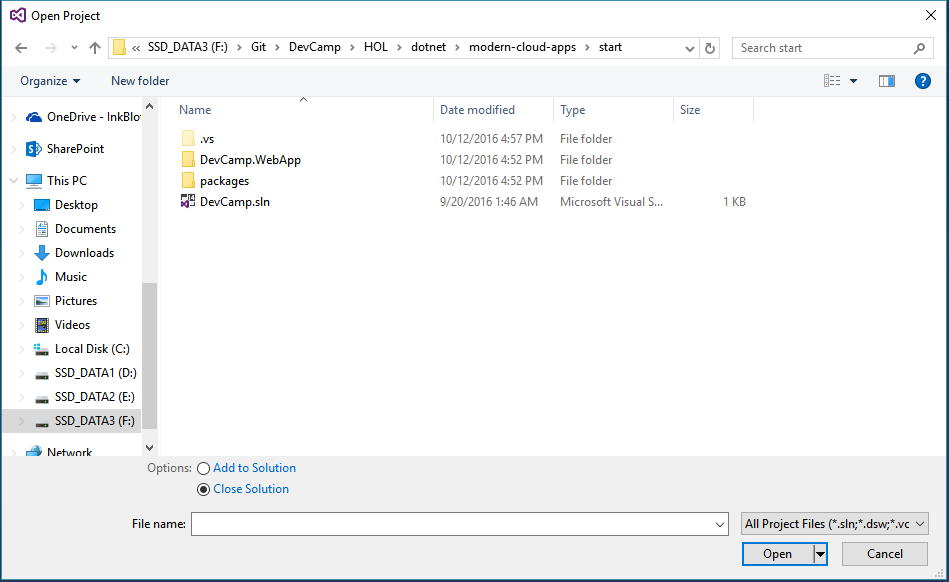 Open Project
« SSD_DATA3 (F:) > Git > DevCamp > HOL > dotnet > modern-cloud-apps > start
Search start
Organize
New folder
?
OneDrive - InkBlo
SharePoint
This PC
Desktop
Documents
Downloads
Music
Pictures
Videos
Local Disk (C:)
SSD_DATA1 (D:)
SSD_DATA2 (E:)
SSD_DATA3 (F:)
Network
Name Date modified Type Size
.vs 10/12/2016 4:57 PM File folder
DevCamp.WebApp 10/12/2016 4:52 PM File folder
packages 10/12/2016 4:52 PM File folder
DevCamp.sln 9/20/2016 1:46 AM Microsoft Visual S... 1 KB
Options: Add to Solution
Close Solution
File name:
All Project Files (*.sln;*.dsw;*.vc
Open
Cancel